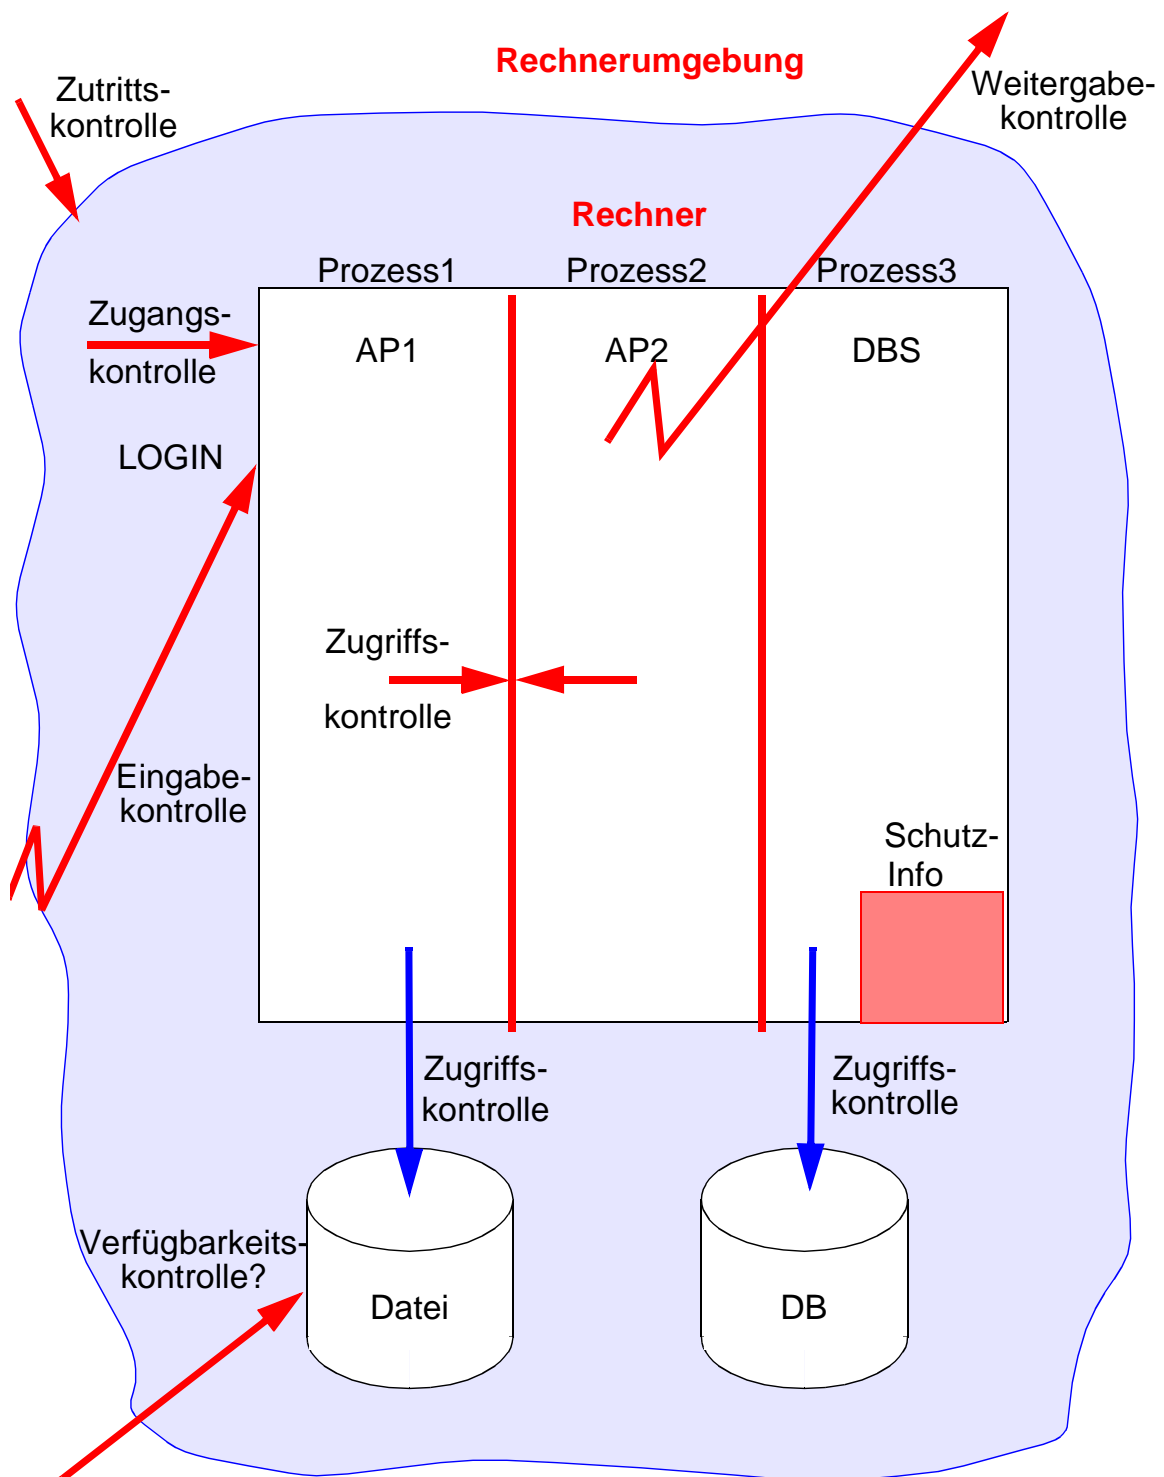 Rechnerumgebung
Zutritts-
kontrolle
Weitergabe-
kontrolle
Rechner
Prozess1
Prozess2
Prozess3
Zugangs-
kontrolle
AP1
AP2
DBS
LOGIN
Zugriffs-
kontrolle
Eingabe-
kontrolle
Schutz-
Info
Zugriffs-
kontrolle
Zugriffs-
kontrolle
Verfügbarkeits-
kontrolle?
Datei
DB